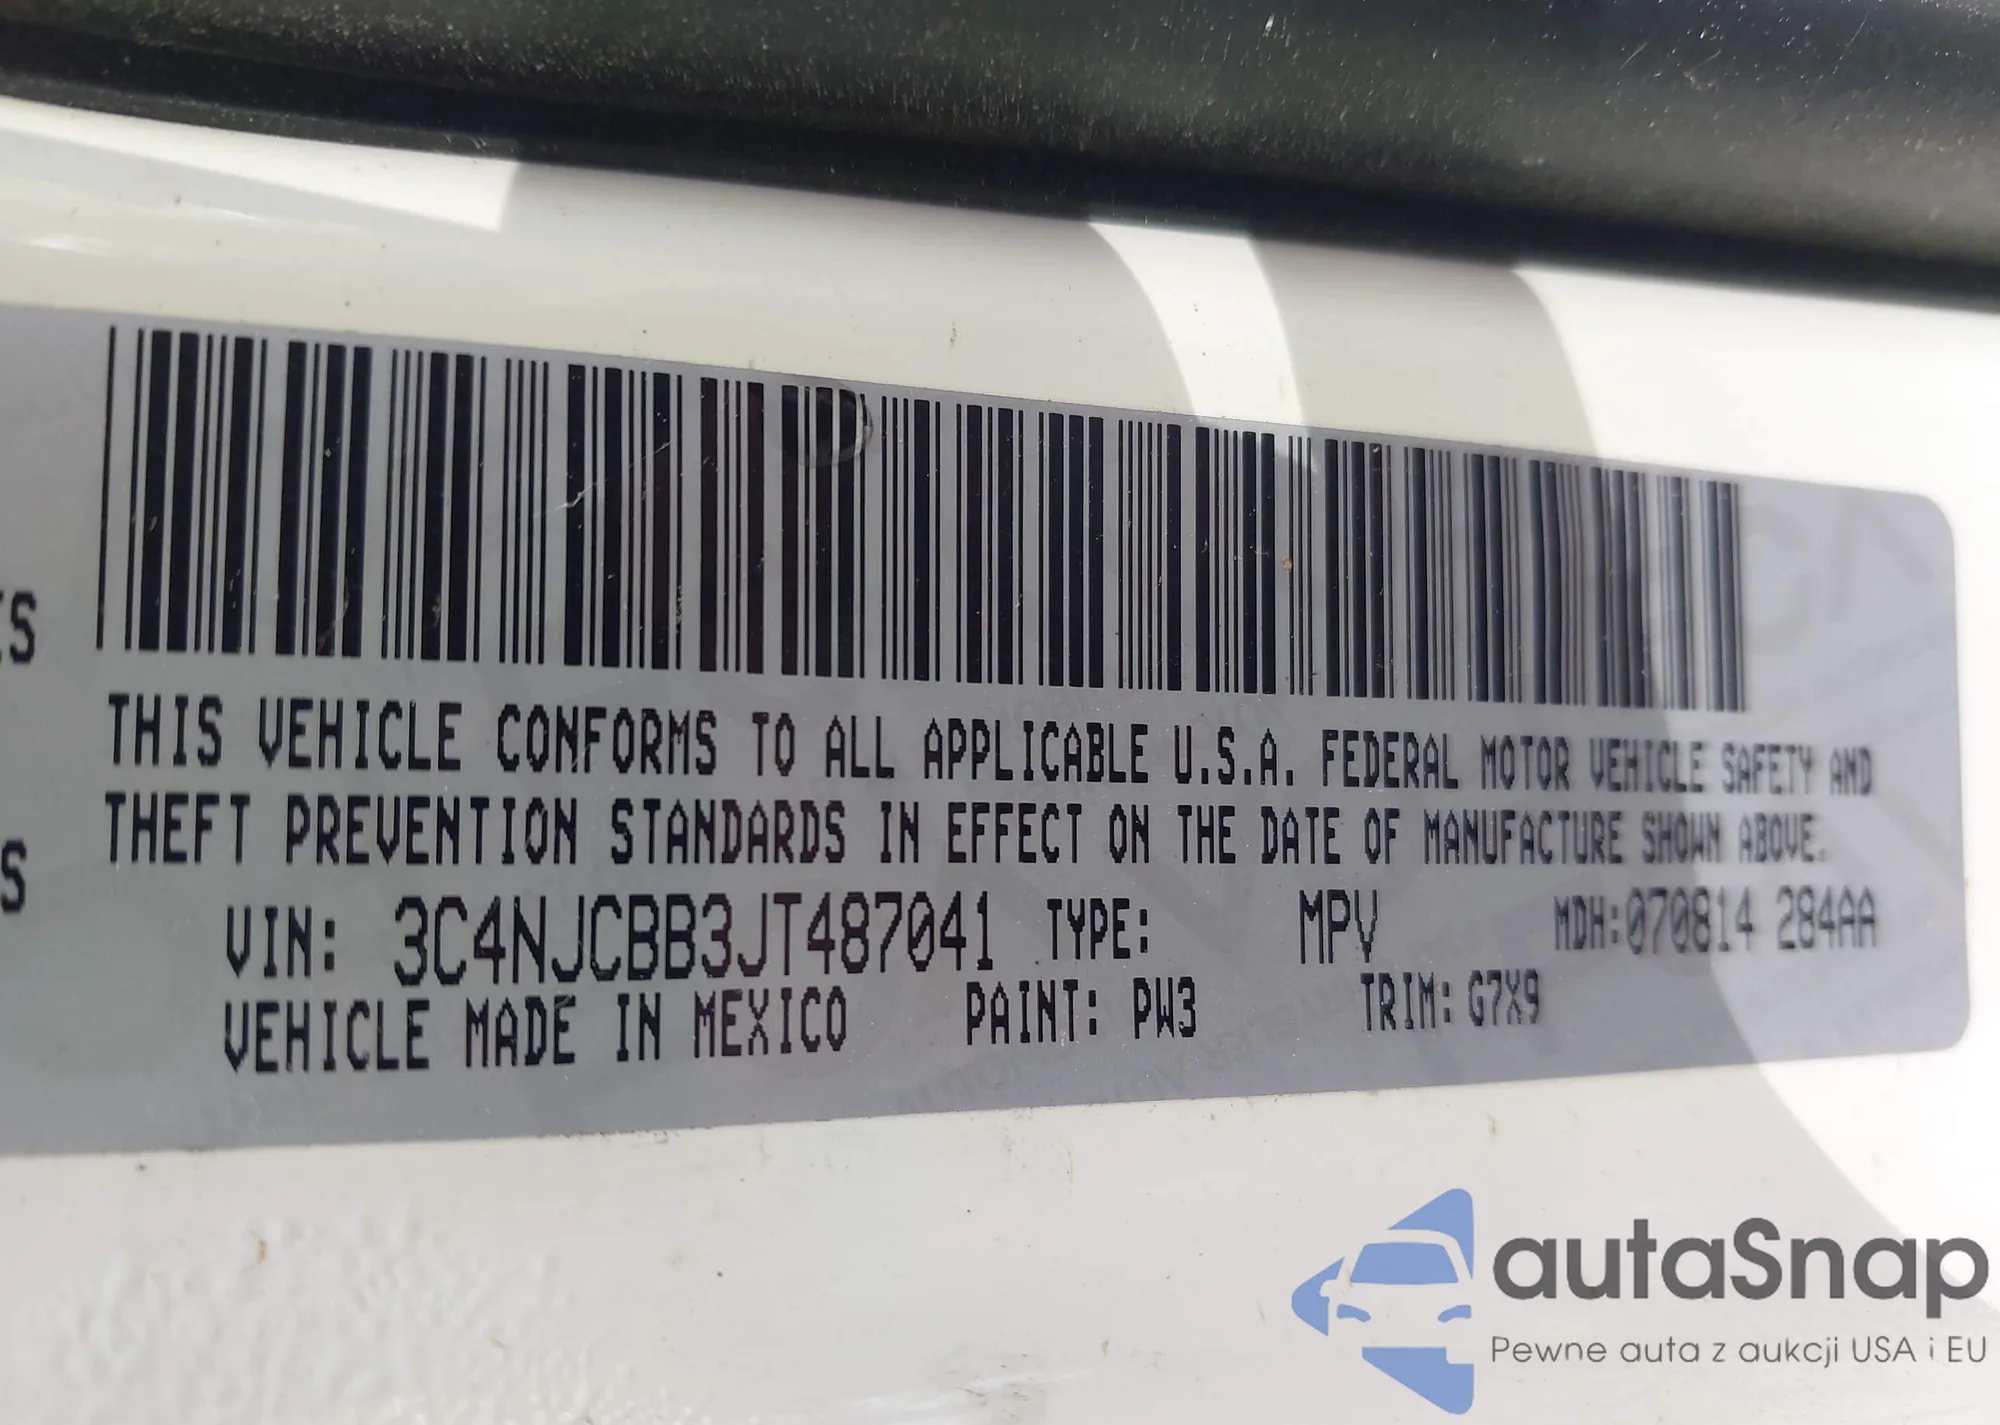 THIS VEHICLE CONFORMS TO ALL APPLICABLE U.S.A. FEDERAL MOTOR VEHICLE SAFETY AND
THEFT PREVENTION STANDARDS IN EFFECT ON THE DATE OF MANUFACTURE SHOWN ABOVE.
VIN: 3C4NJCBB3JT487041 TYPE: MPV MDH:070814 284AA
VEHICLE MADE IN MEXICO PAINT: PW3 TRIM: G7X9
autaSnap
Pewne auta z aukcji USA i EU